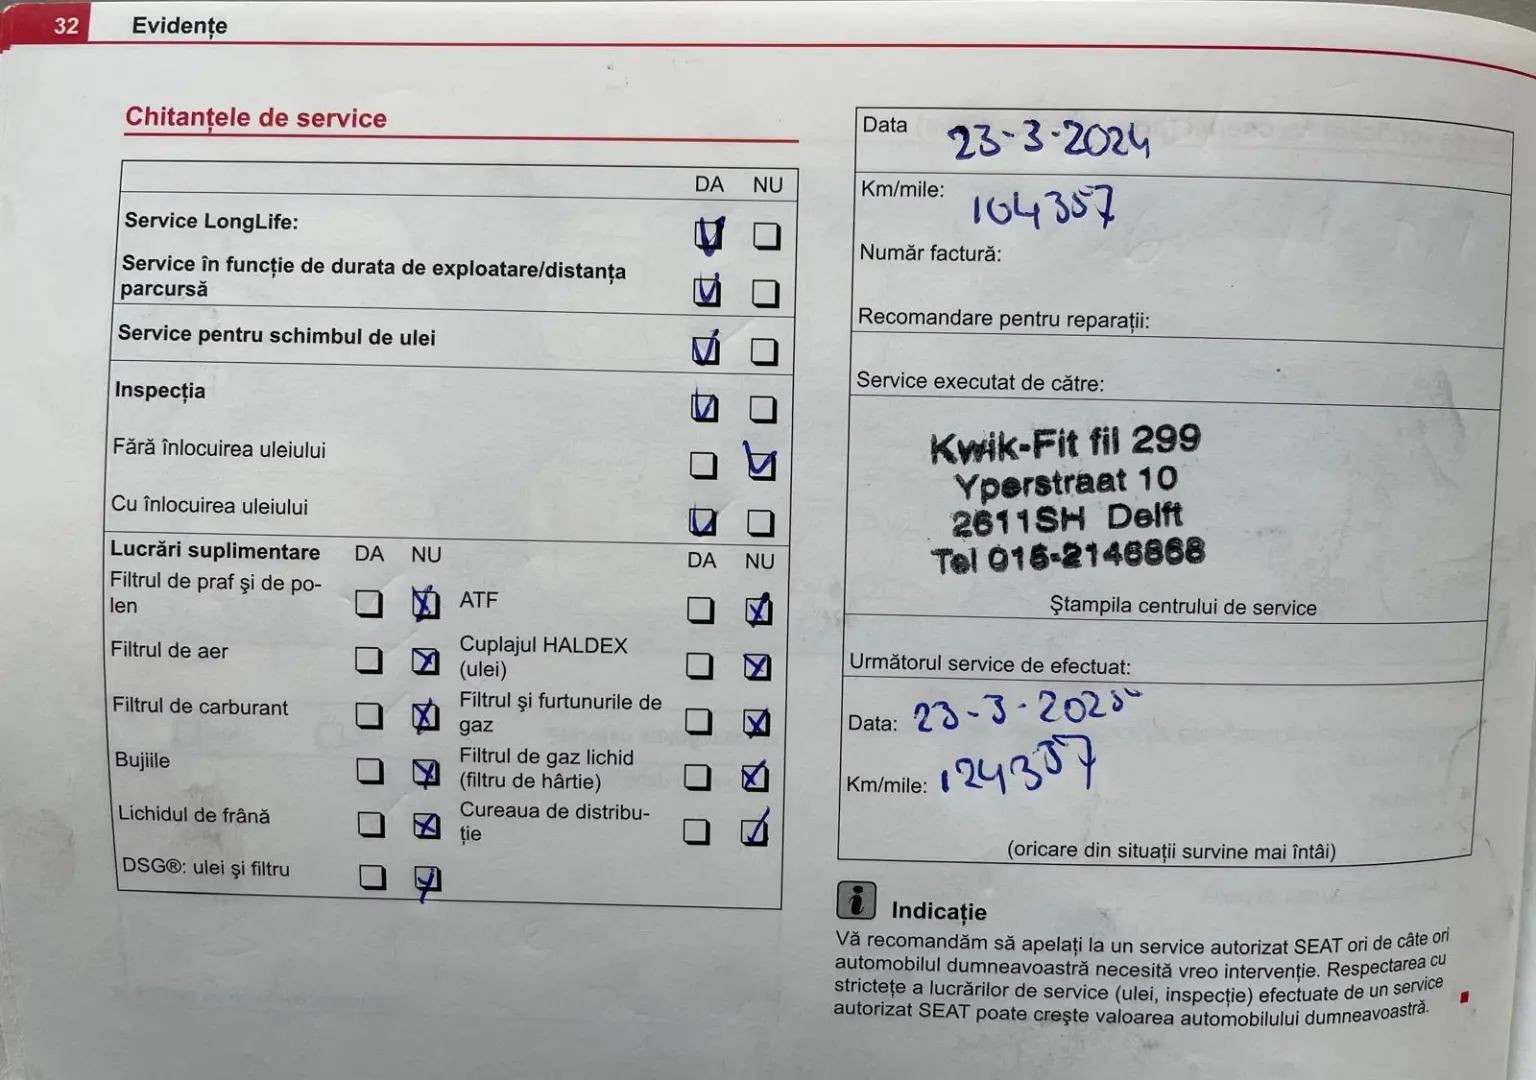 32 Evidențe
Chitanțele de service
DA NU
Service LongLife:
Service în funcție de durata de exploatare/distanța
parcursă
Service pentru schimbul de ulei
Inspecția
Fără înlocuirea uleiului
Cu înlocuirea uleiului
Lucrări suplimentare DA NU DA NU
Filtrul de praf și de po-
len
ATF
Filtrul de aer
Cuplajul HALDEX
(ulei)
Filtrul de carburant
Filtrul și furtunurile de
gaz
Bujiile
Filtrul de gaz lichid
(filtru de hârtie)
Lichidul de frână
Cureaua de distribu-
ție
DSG®: ulei și filtru
Data 23-3-2024
Km/mile: 104357
Număr factură:
Recomandare pentru reparații:
Service executat de către:
Kwik-Fit fil 299
Yperstraat 10
2611SH Delft
Tel 015-2146868
Ștampila centrului de service
Următorul service de efectuat:
Data: 23-3-2025
Km/mile: 124357
(oricare din situații survine mai întâi)
i Indicație
Vă recomandăm să apelați la un service autorizat SEAT ori de câte ori
automobilul dumneavoastră necesită vreo intervenție. Respectarea cu
strictețe a lucrărilor de service (ulei, inspecție) efectuate de un service
autorizat SEAT poate crește valoarea automobilului dumneavoastră.